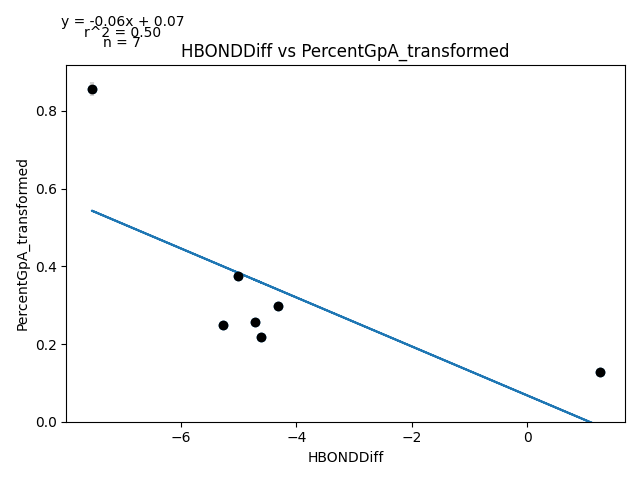 y = -0.06x + 0.07
r^2 = 0.50
n = 7
HBONDDiff vs PercentGpA_transformed
PercentGpA_transformed
0.8
0.6
0.4
0.2
0.0
−6
−4
−2
0
HBONDDiff